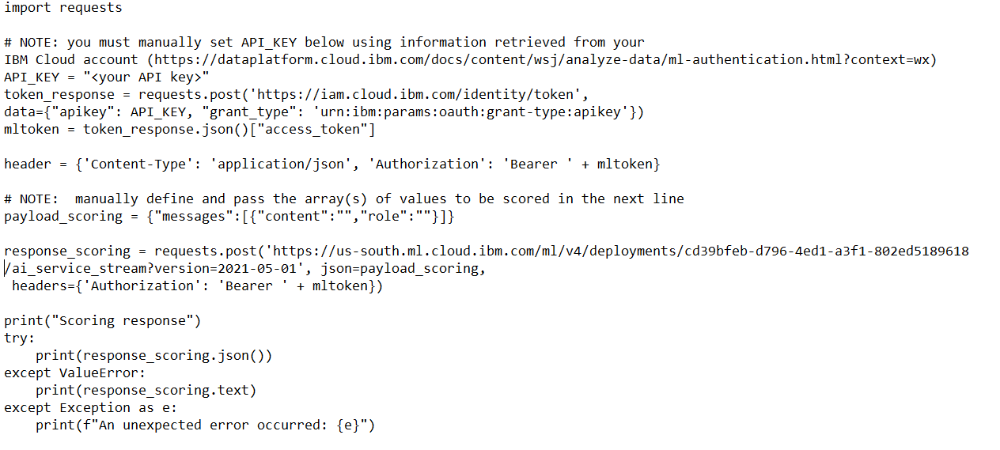 import requests
# NOTE: you must manually set API_KEY below using information retrieved from your
IBM Cloud account (https://dataplatform.cloud.ibm.com/docs/content/wsj/analyze-data/ml-authentication.html?context=wx)
API_KEY = "<your API key>"
token_response = requests.post('https://iam.cloud.ibm.com/identity/token',
data={"apikey": API_KEY, "grant_type": 'urn:ibm:params:oauth:grant-type:apikey'})
mltoken = token_response.json()["access_token"]
header = {'Content-Type': 'application/json', 'Authorization': 'Bearer ' + mltoken}
# NOTE:  manually define and pass the array(s) of values to be scored in the next line
payload_scoring = {"messages":[{"content":"","role":""}]}
response_scoring = requests.post('https://us-south.ml.cloud.ibm.com/ml/v4/deployments/cd39bfeb-d796-4ed1-a3f1-802ed5189618
/ai_service_stream?version=2021-05-01', json=payload_scoring,
 headers={'Authorization': 'Bearer ' + mltoken})
print("Scoring response")
try:
    print(response_scoring.json())
except ValueError:
    print(response_scoring.text)
except Exception as e:
    print(f"An unexpected error occurred: {e}")